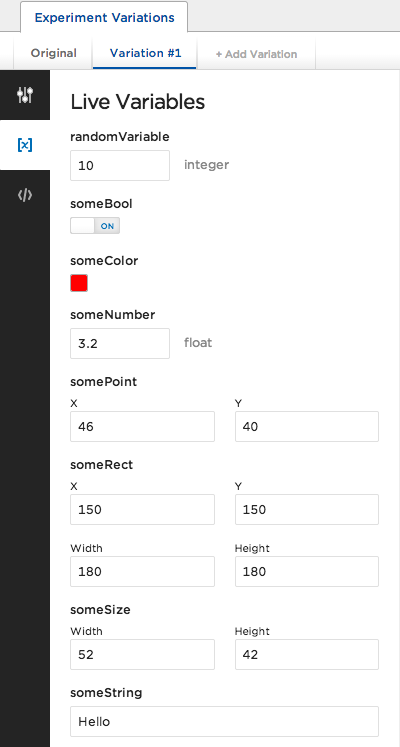 Experiment Variations
Original Variation #1 + Add Variation
Live Variables
randomVariable
10 integer
someBool
ON
someColor
someNumber
3.2 float
somePoint
X Y
46 40
someRect
X Y
150 150
Width Height
180 180
someSize
Width Height
52 42
someString
Hello